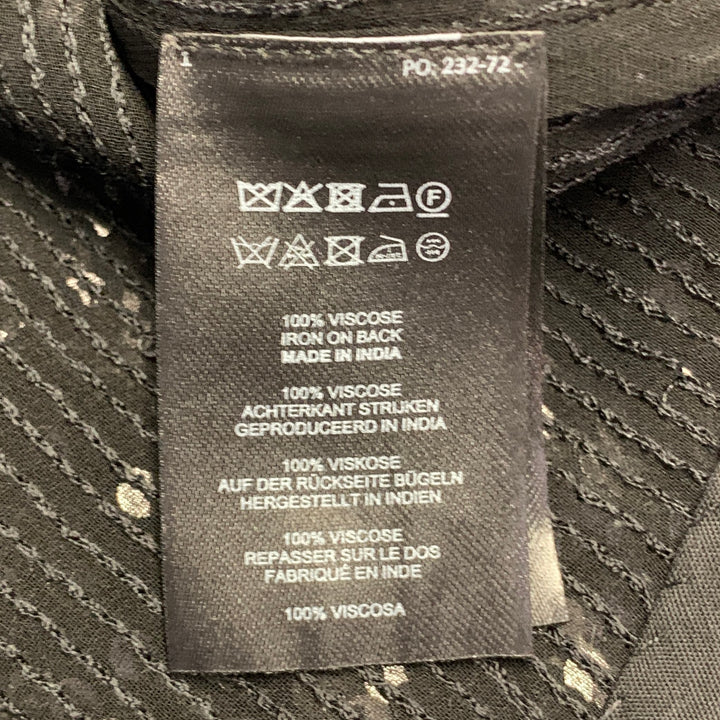 1
PO. 232-72 -
F
100% VISCOSE
IRON ON BACK
MADE IN INDIA
100% VISCOSE
ACHTERKANT STRIJKEN
GEPRODUCEERD IN INDIA
100% VISKOSE
AUF DER RÜCKSEITE BÜGELN
HERGESTELLT IN INDIEN
100% VISCOSE
REPASSER SUR LE DOS
FABRIQUÉ EN INDE
100% VISCOSA